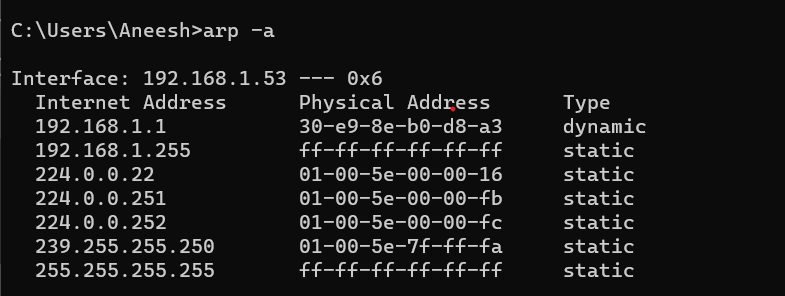 C:\Users\Aneesh>arp -a
Interface: 192.168.1.53 --- 0x6
Internet Address Physical Address Type
192.168.1.1 30-e9-8e-b0-d8-a3 dynamic
192.168.1.255 ff-ff-ff-ff-ff-ff static
224.0.0.22 01-00-5e-00-00-16 static
224.0.0.251 01-00-5e-00-00-fb static
224.0.0.252 01-00-5e-00-00-fc static
239.255.255.250 01-00-5e-7f-ff-fa static
255.255.255.255 ff-ff-ff-ff-ff-ff static